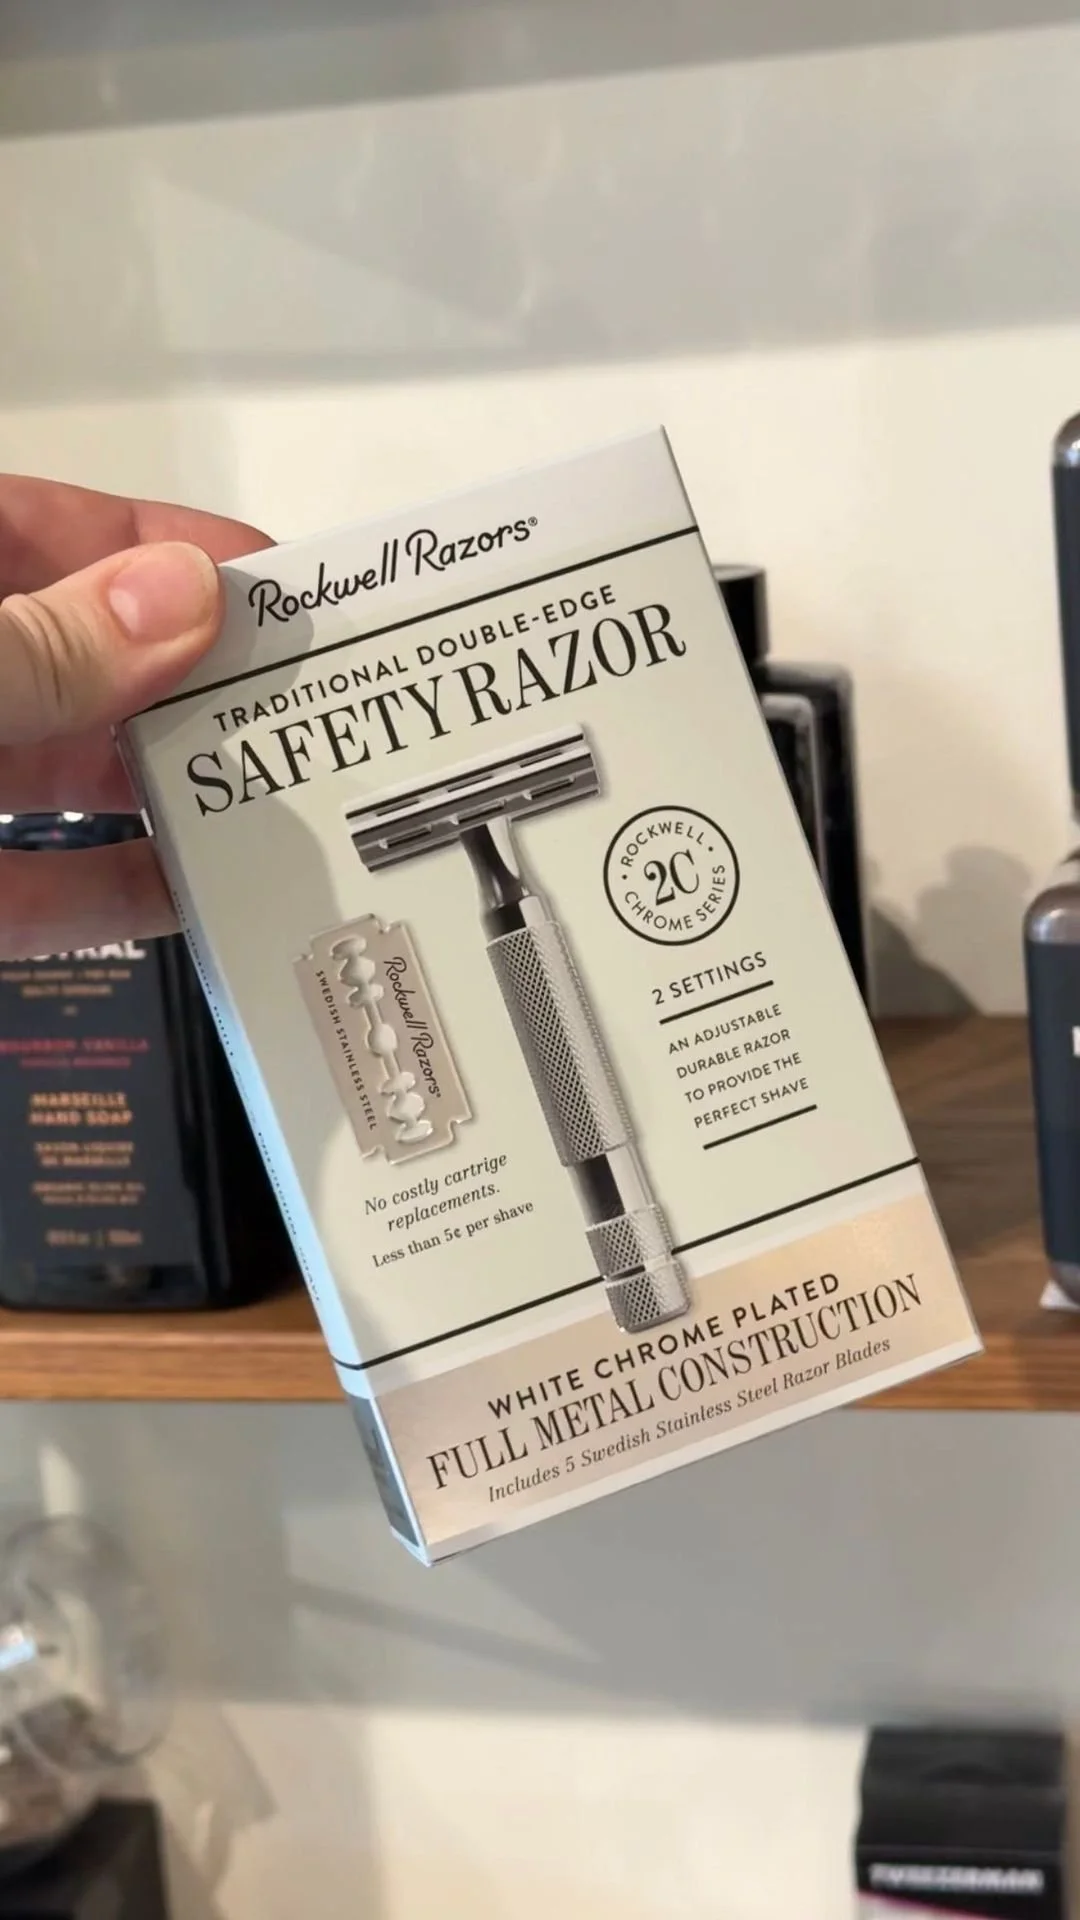 Rockwell Razors®
TRADITIONAL DOUBLE-EDGE
SAFETY RAZOR
ROCKWELL
2C
CHROME SERIES
2 SETTINGS
AN ADJUSTABLE
DURABLE RAZOR
TO PROVIDE THE
PERFECT SHAVE
Rockwell Razors®
SWEDISH STAINLESS STEEL
No costly cartrige
replacements.
Less than 5¢ per shave
WHITE CHROME PLATED
FULL METAL CONSTRUCTION
Includes 5 Swedish Stainless Steel Razor Blades
MARSEILLE
HAND SOAP
TWEEZERMAN